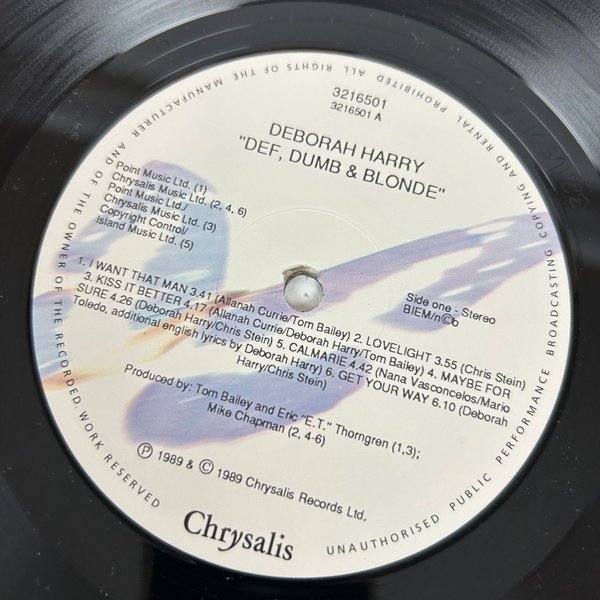 3216501
3216501 A
DEBORAH HARRY
"DEF, DUMB & BLONDE"
Point Music Ltd. (1)
Chrysalis Music Ltd. (2, 4, 6)
Point Music Ltd./
Chrysalis Music Ltd. (3)
Copyright Control/
Island Music Ltd. (5)
Side one - Stereo
BIEM/n©b
1. I WANT THAT MAN 3.41 (Allanah Currie/Tom Bailey) 2. LOVELIGHT 3.55 (Chris Stein)
3. KISS IT BETTER 4.17 (Allanah Currie/Deborah Harry/Tom Bailey) 4. MAYBE FOR
SURE 4.26 (Deborah Harry/Chris Stein) 5. CALMARIE 4.42 (Nana Vasconcelos/Mario
Toledo, additional english lyrics by Deborah Harry) 6. GET YOUR WAY 6.10 (Deborah
Harry/Chris Stein)
Produced by: Tom Bailey and Eric "E.T." Thorngren (1,3);
Mike Chapman (2, 4-6)
℗ 1989 & © 1989 Chrysalis Records Ltd.
Chrysalis
ALL RIGHTS OF THE MANUFACTURER AND OF THE OWNER OF THE RECORDED WORK RESERVED
UNAUTHORISED PUBLIC PERFORMANCE BROADCASTING COPYING AND RENTAL PROHIBITED